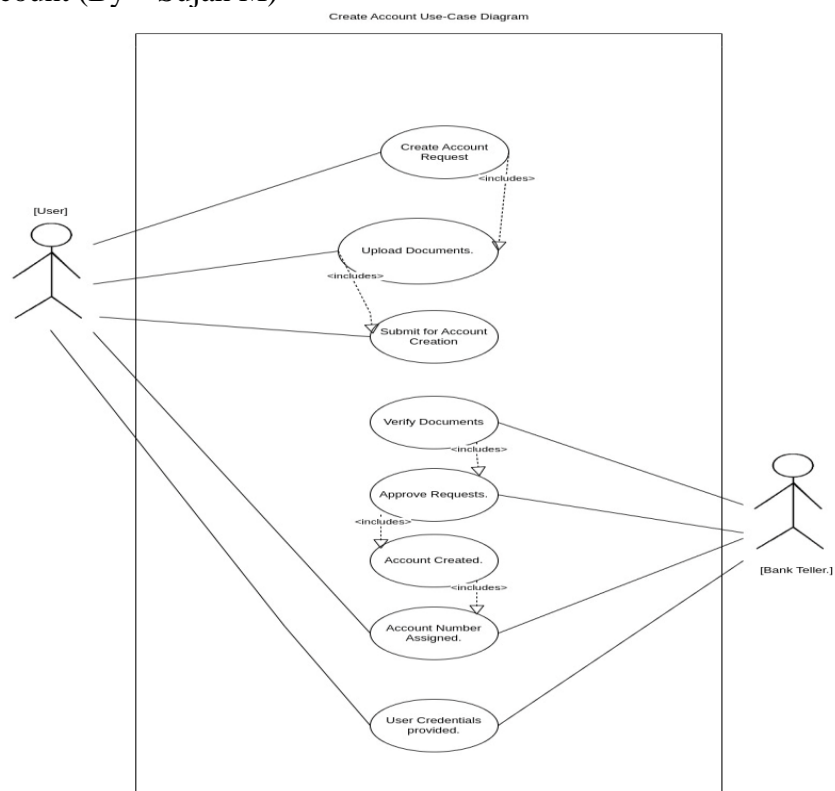 Create Account Use-Case Diagram
Create Account
Request
<includes>
[User]
Upload Documents.
<includes>
Submit for Account
Creation
Verify Documents
<includes>
Approve Requests.
<includes>
Account Created.
[Bank Teller.]
<includes>
Account Number
Assigned.
User Credentials
provided.